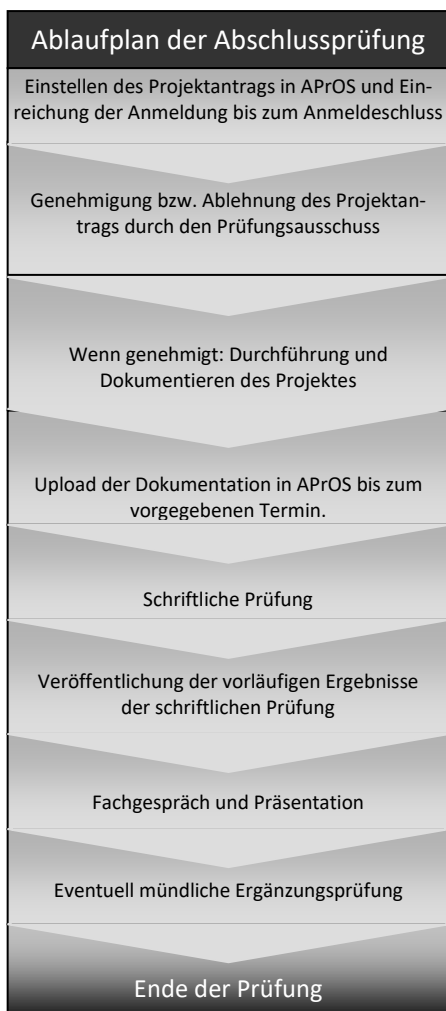 Ablaufplan der Abschlussprüfung
Einstellen des Projektantrags in APrOS und Ein-
reichung der Anmeldung bis zum Anmeldeschluss
Genehmigung bzw. Ablehnung des Projektan-
trags durch den Prüfungsausschuss
Wenn genehmigt: Durchführung und
Dokumentieren des Projektes
Upload der Dokumentation in APrOS bis zum
vorgegebenen Termin.
Schriftliche Prüfung
Veröffentlichung der vorläufigen Ergebnisse
der schriftlichen Prüfung
Fachgespräch und Präsentation
Eventuell mündliche Ergänzungsprüfung
Ende der Prüfung